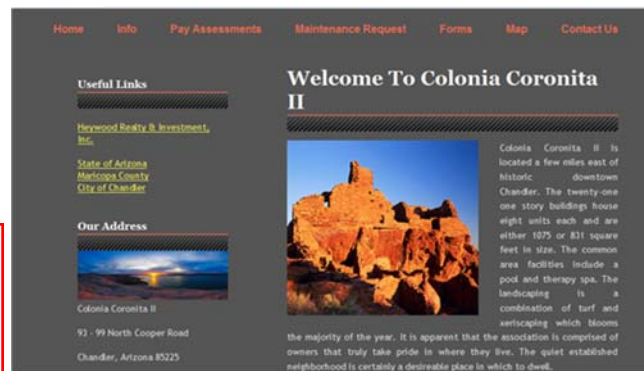 Home Info Pay Assessments Maintenance Request Forms Map Contact Us
Useful Links
Heywood Realty & Investment,
Inc.
State of Arizona
Maricopa County
City of Chandler
Our Address
Colonia Coronita II
93 - 99 North Cooper Road
Chandler, Arizona 85225
Welcome To Colonia Coronita
II
Colonia Coronita II is
located a few miles east of
historic downtown
Chandler. The twenty-one
one story buildings house
eight units each and are
either 1075 or 831 square
feet in size. The common
area facilities include a
pool and therapy spa. The
landscaping is a
combination of turf and
xeriscaping which blooms
the majority of the year. It is apparent that the association is comprised of
owners that truly take pride in where they live. The quiet established
neighborhood is certainly a desireable place in which to dwell.